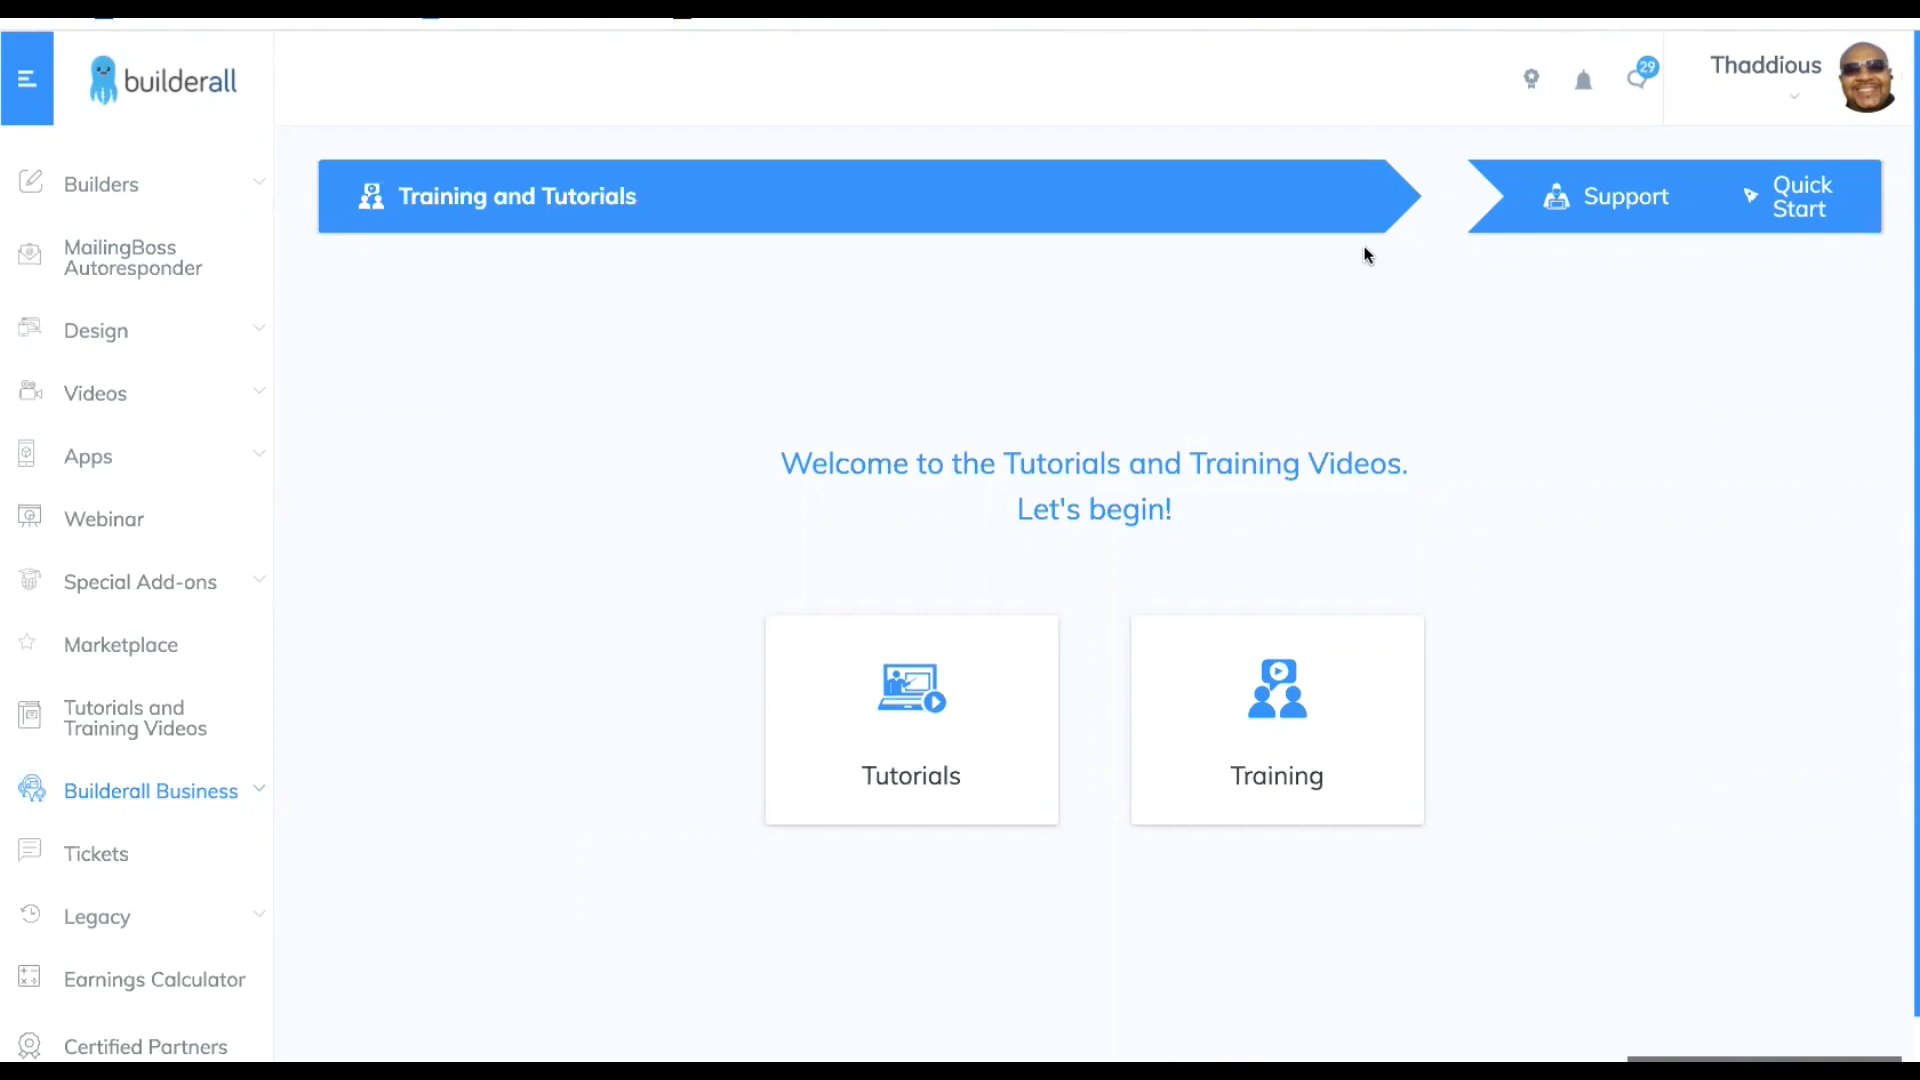 builderall
29
Thaddious
Builders
MailingBoss
Autoresponder
Design
Videos
Apps
Webinar
Special Add-ons
Marketplace
Tutorials and
Training Videos
Builderall Business
Tickets
Legacy
Earnings Calculator
Certified Partners
Training and Tutorials
Support
Quick
Start
Welcome to the Tutorials and Training Videos.
Let's begin!
Tutorials
Training